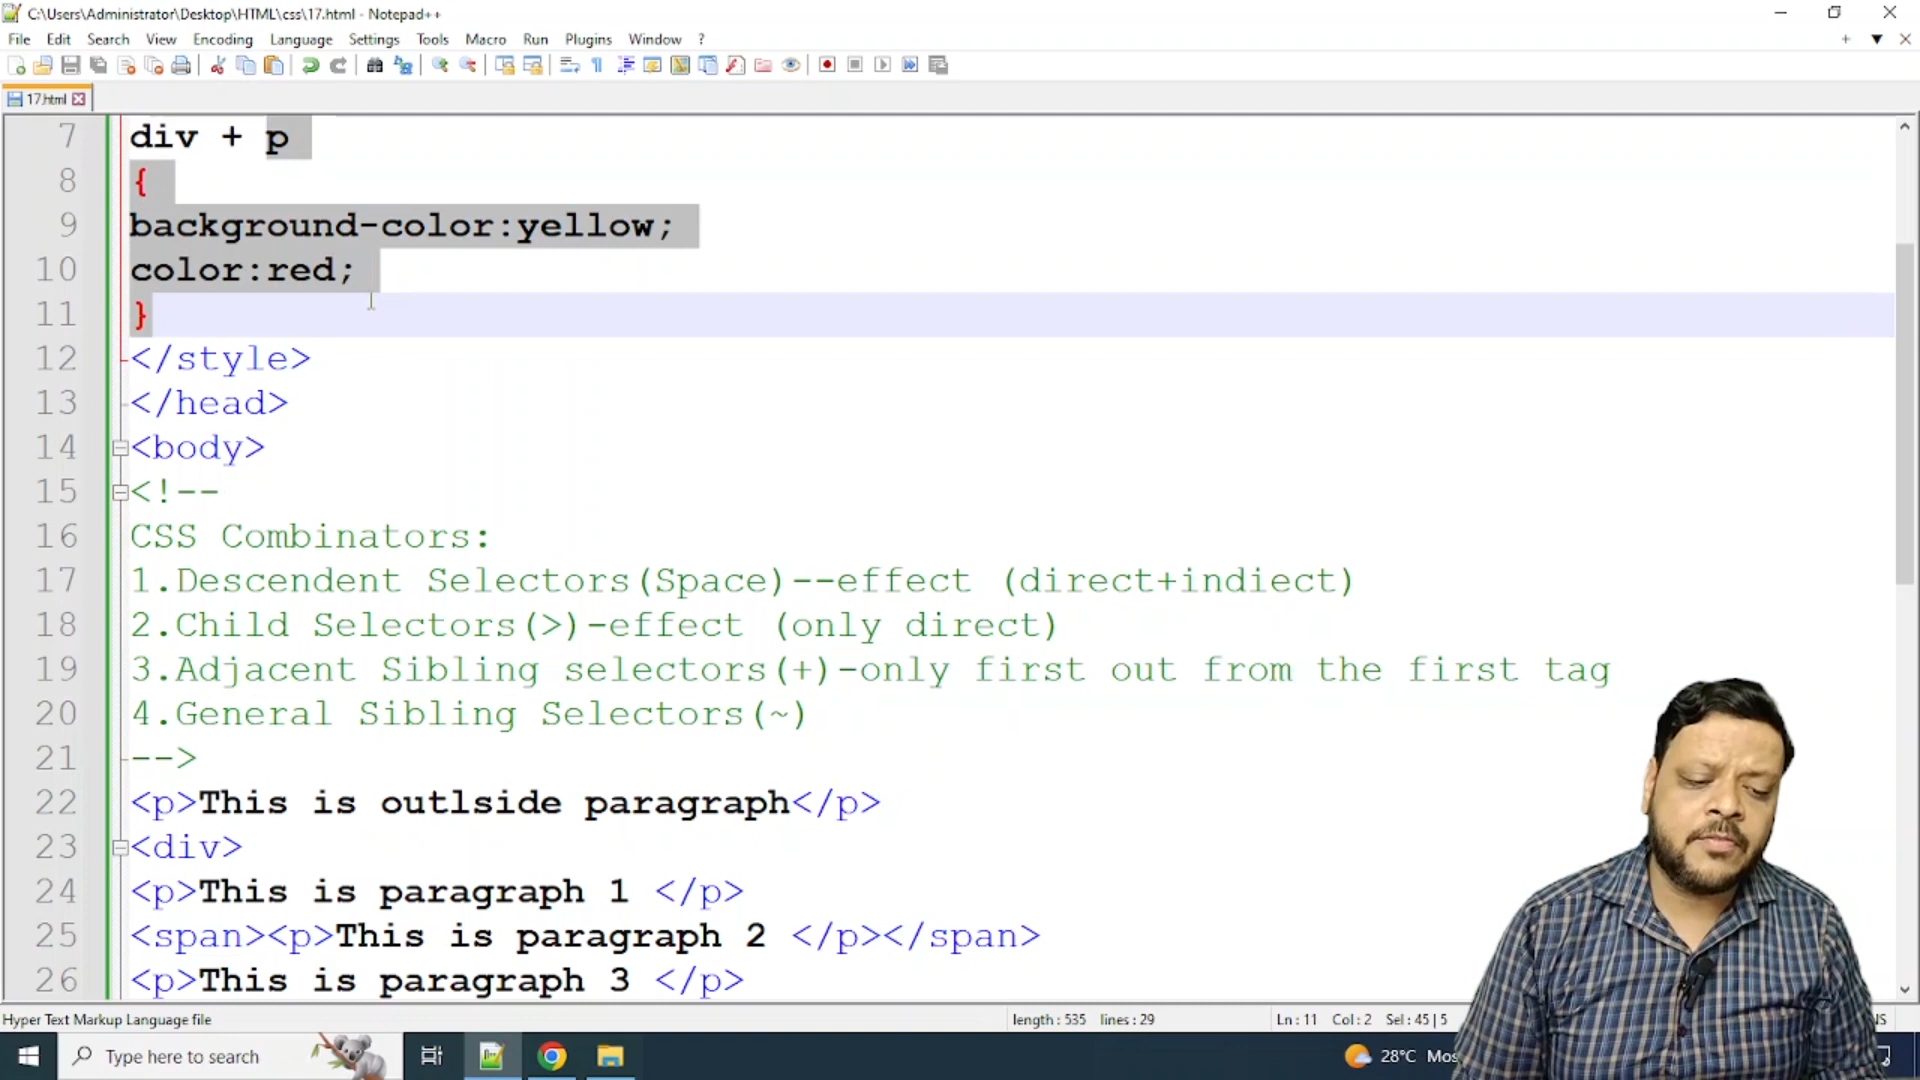 C:\Users\Administrator\Desktop\HTML\css\17.html - Notepad++
File Edit Search View Encoding Language Settings Tools Macro Run Plugins Window ?
17.html
7 div + p
8 {
9 background-color:yellow;
10 color:red;
11 }
12 </style>
13 </head>
14 <body>
15 <!--
16 CSS Combinators:
17 1.Descendent Selectors(Space)--effect (direct+indiect)
18 2.Child Selectors(>)-effect (only direct)
19 3.Adjacent Sibling selectors(+)-only first out from the first tag
20 4.General Sibling Selectors(~)
21 -->
22 <p>This is outlside paragraph</p>
23 <div>
24 <p>This is paragraph 1 </p>
25 <span><p>This is paragraph 2 </p></span>
26 <p>This is paragraph 3 </p>
Hyper Text Markup Language file length : 535 lines : 29 Ln : 11 Col : 2 Sel : 45 | 5
Type here to search 28°C